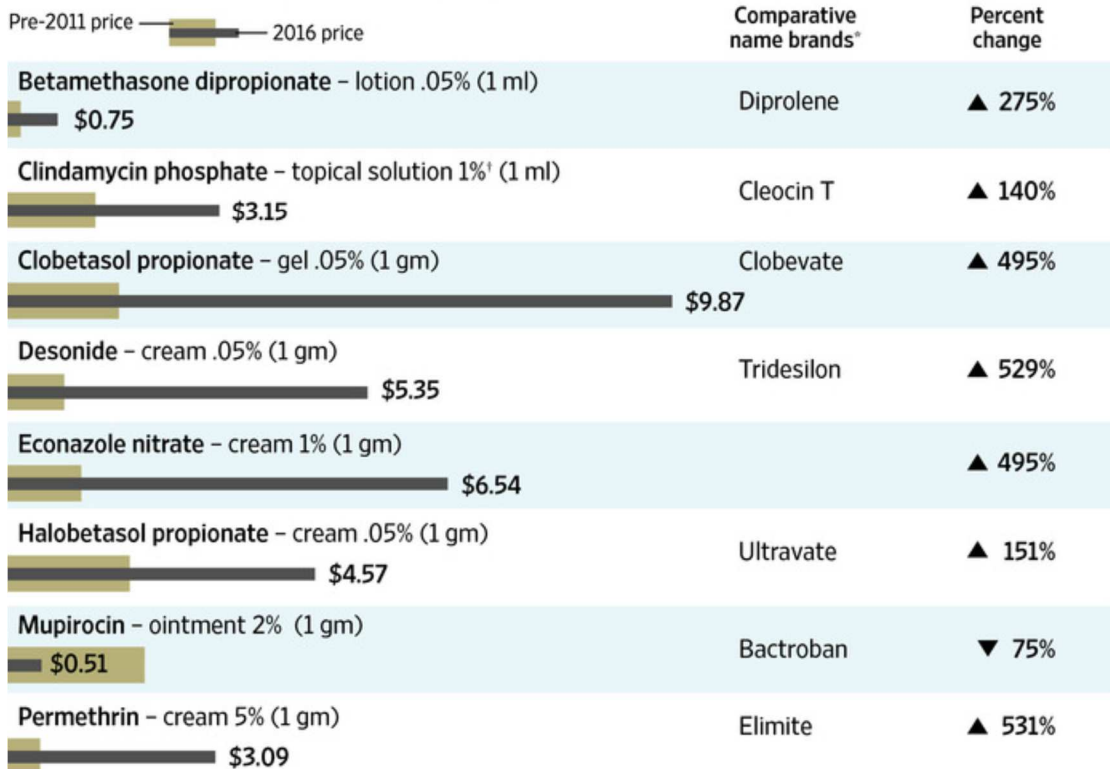 Pre-2011 price
2016 price
Comparative name brands*
Percent change
Betamethasone dipropionate – lotion .05% (1 ml)
$0.75
Diprolene
▲ 275%
Clindamycin phosphate – topical solution 1%† (1 ml)
$3.15
Cleocin T
▲ 140%
Clobetasol propionate – gel .05% (1 gm)
$9.87
Clobevate
▲ 495%
Desonide – cream .05% (1 gm)
$5.35
Tridesilon
▲ 529%
Econazole nitrate – cream 1% (1 gm)
$6.54
▲ 495%
Halobetasol propionate – cream .05% (1 gm)
$4.57
Ultravate
▲ 151%
Mupirocin – ointment 2% (1 gm)
$0.51
Bactroban
▼ 75%
Permethrin – cream 5% (1 gm)
$3.09
Elimite
▲ 531%